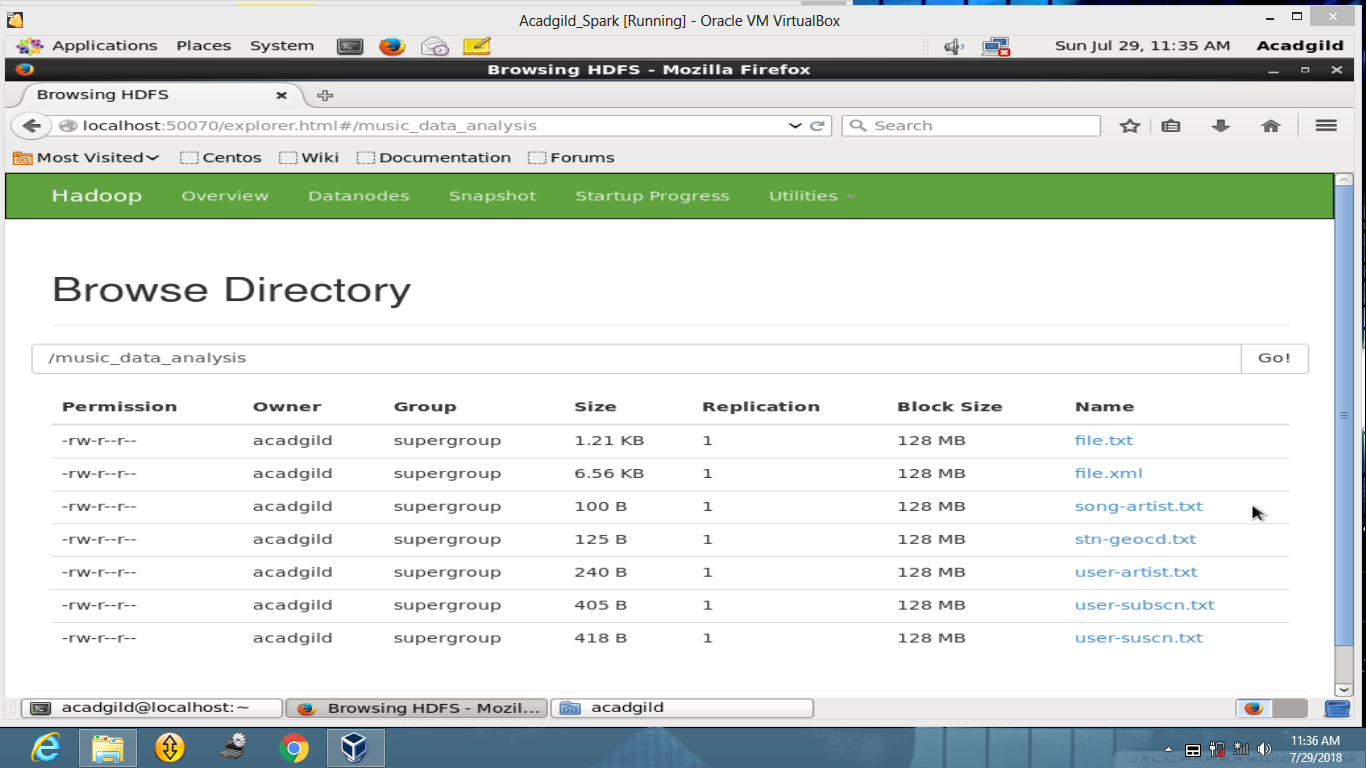 Acadgild_Spark [Running] - Oracle VM VirtualBox
Applications Places System Sun Jul 29, 11:35 AM Acadgild
Browsing HDFS - Mozilla Firefox
Browsing HDFS
localhost:50070/explorer.html#/music_data_analysis Search
Most Visited Centos Wiki Documentation Forums
Hadoop Overview Datanodes Snapshot Startup Progress Utilities
Browse Directory
/music_data_analysis Go!
Permission Owner Group Size Replication Block Size Name
-rw-r--r-- acadgild supergroup 1.21 KB 1 128 MB file.txt
-rw-r--r-- acadgild supergroup 6.56 KB 1 128 MB file.xml
-rw-r--r-- acadgild supergroup 100 B 1 128 MB song-artist.txt
-rw-r--r-- acadgild supergroup 125 B 1 128 MB stn-geocd.txt
-rw-r--r-- acadgild supergroup 240 B 1 128 MB user-artist.txt
-rw-r--r-- acadgild supergroup 405 B 1 128 MB user-subscn.txt
-rw-r--r-- acadgild supergroup 418 B 1 128 MB user-suscn.txt
acadgild@localhost:~ Browsing HDFS - Mozil... acadgild
11:36 AM
7/29/2018